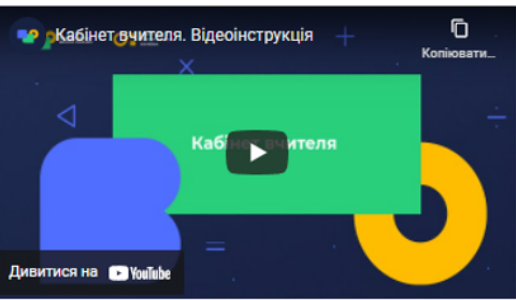 Кабінет вчителя. Відеоінструкція
Копіювати...
Кабінет вчителя
Дивитися на YouTube